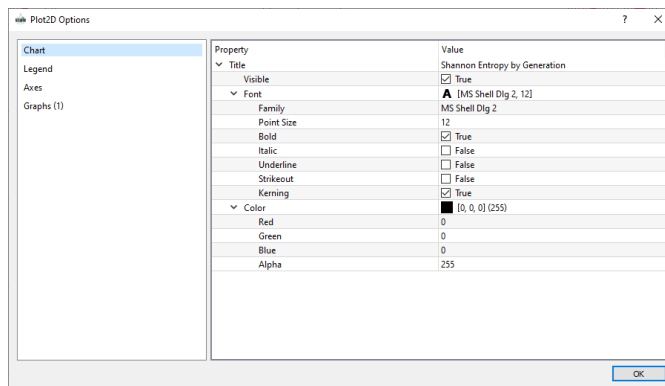 Plot2D Options ?
Chart
Legend
Axes
Graphs (1)
Property Value
Title Shannon Entropy by Generation
Visible True
Font A [MS Shell Dlg 2, 12]
Family MS Shell Dlg 2
Point Size 12
Bold True
Italic False
Underline False
Strikeout False
Kerning True
Color [0, 0, 0] (255)
Red 0
Green 0
Blue 0
Alpha 255
OK